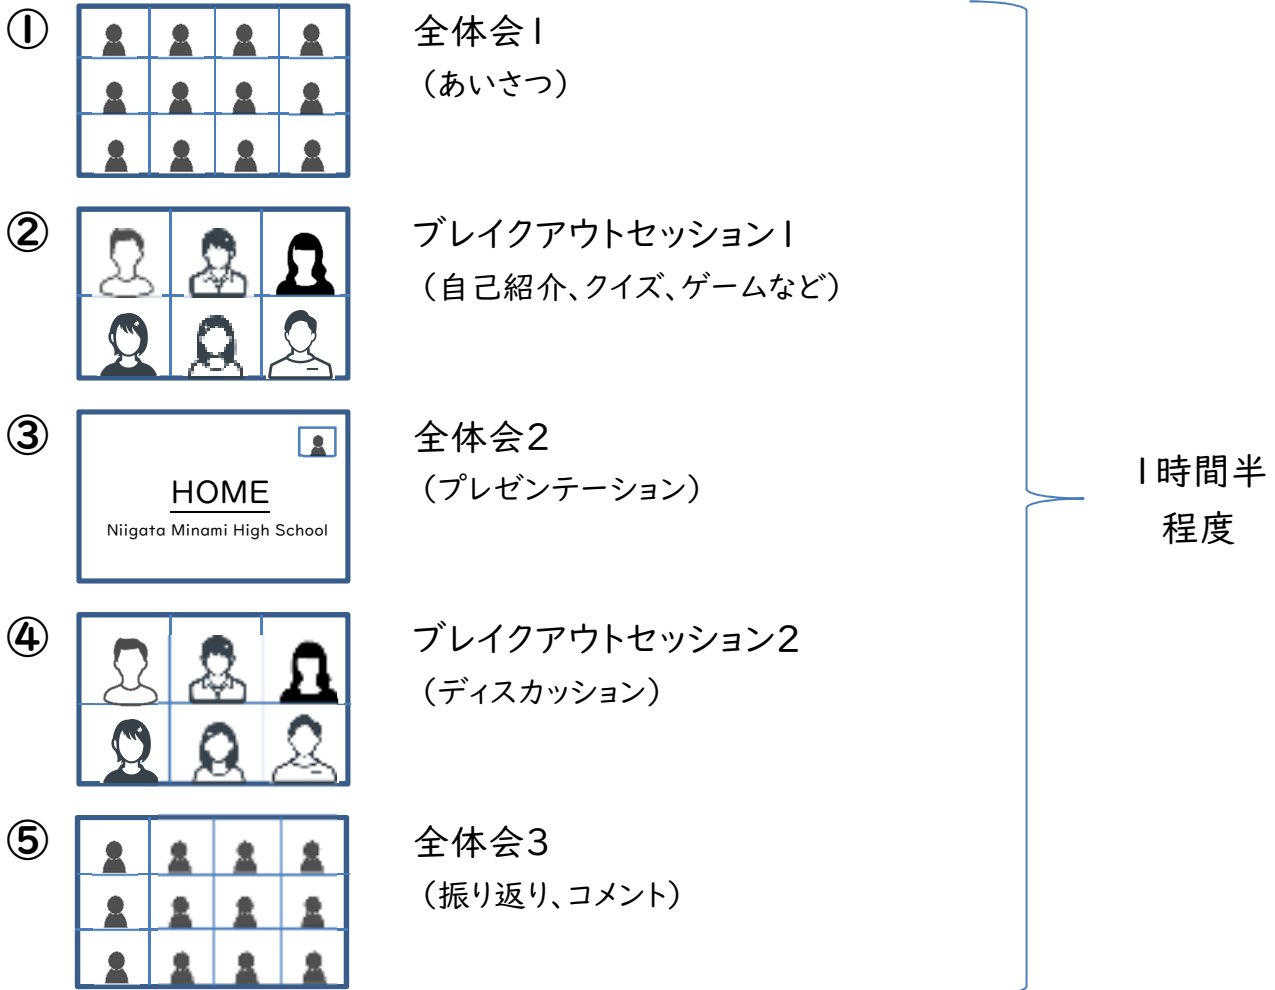 ① 全体会1
（あいさつ）
② ブレイクアウトセッション1
（自己紹介、クイズ、ゲームなど）
③ 全体会2
（プレゼンテーション）
HOME
Niigata Minami High School
④ ブレイクアウトセッション2
（ディスカッション）
⑤ 全体会3
（振り返り、コメント）
1時間半
程度